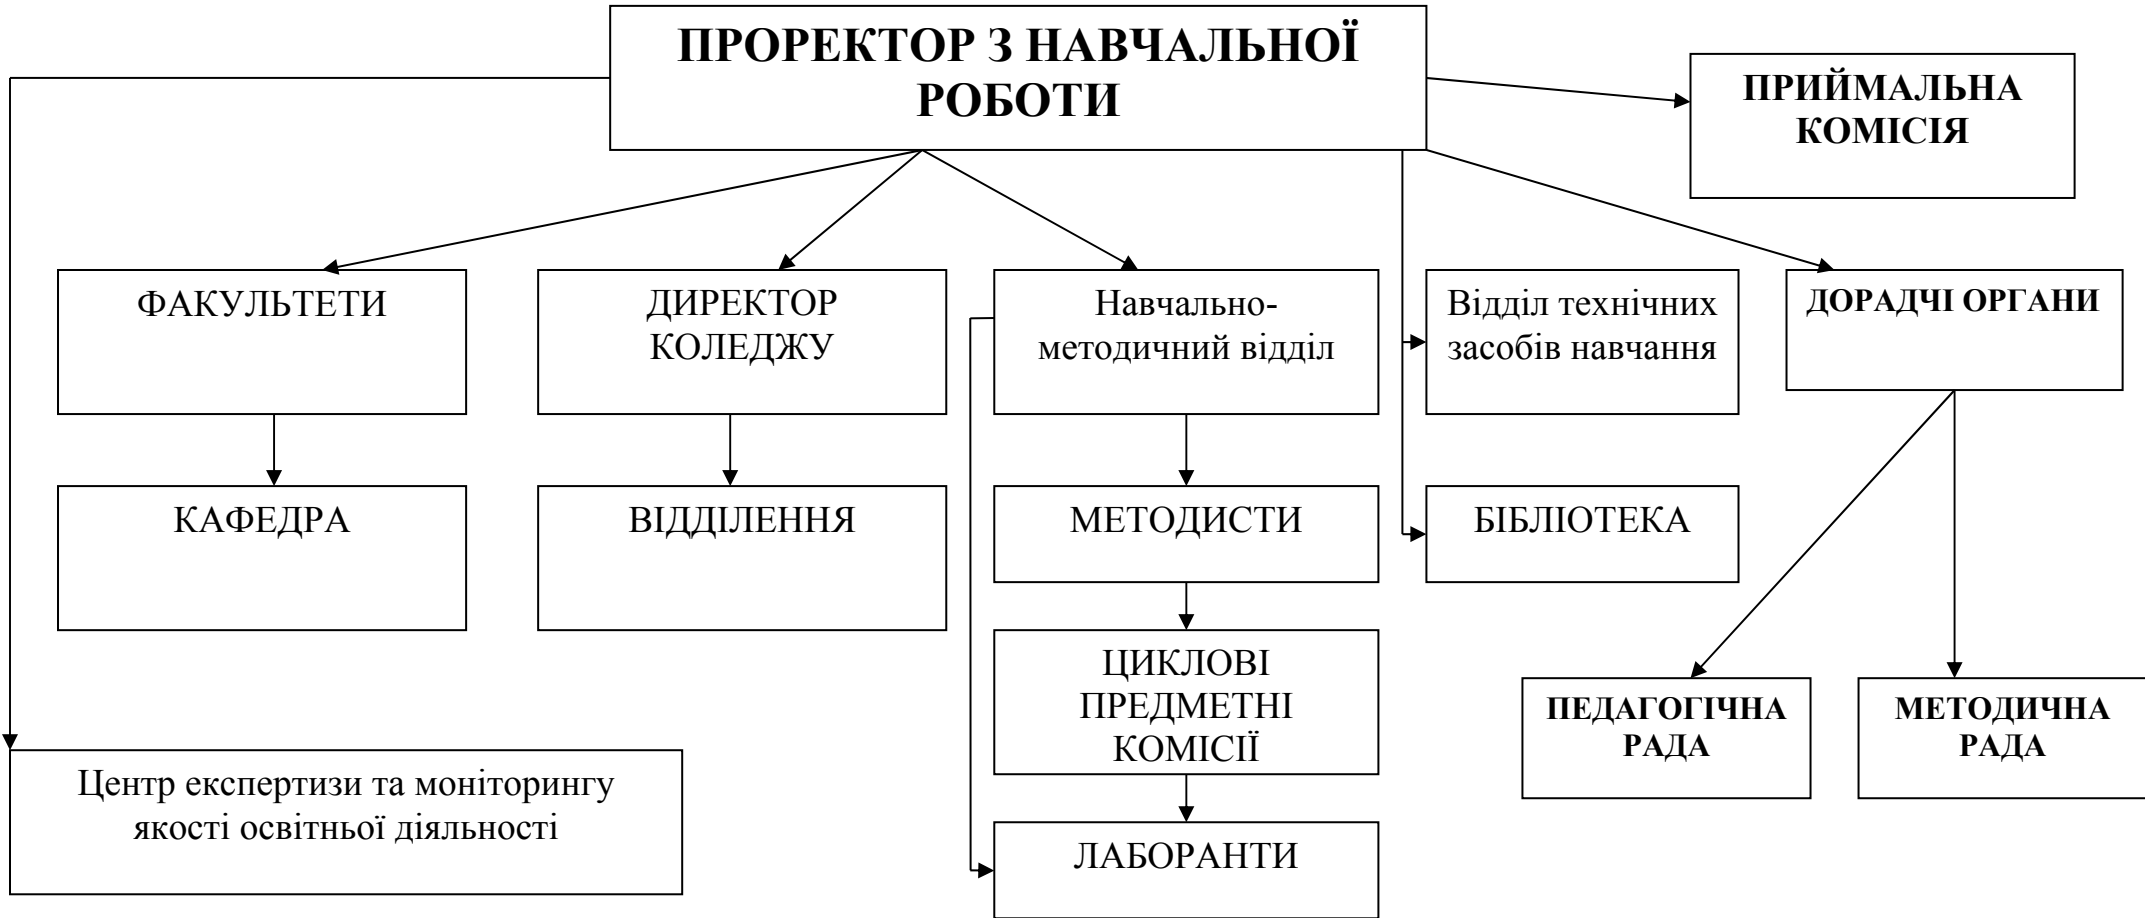 ПРОРЕКТОР З НАВЧАЛЬНОЇ
РОБОТИ
ПРИЙМАЛЬНА
КОМІСІЯ
ФАКУЛЬТЕТИ
ДИРЕКТОР
КОЛЕДЖУ
Навчально-
методичний відділ
Відділ технічних
засобів навчання
ДОРАДЧІ ОРГАНИ
КАФЕДРА
ВІДДІЛЕННЯ
МЕТОДИСТИ
БІБЛІОТЕКА
ЦИКЛОВІ
ПРЕДМЕТНІ
КОМІСІЇ
ПЕДАГОГІЧНА
РАДА
МЕТОДИЧНА
РАДА
Центр експертизи та моніторингу
якості освітньої діяльності
ЛАБОРАНТИ